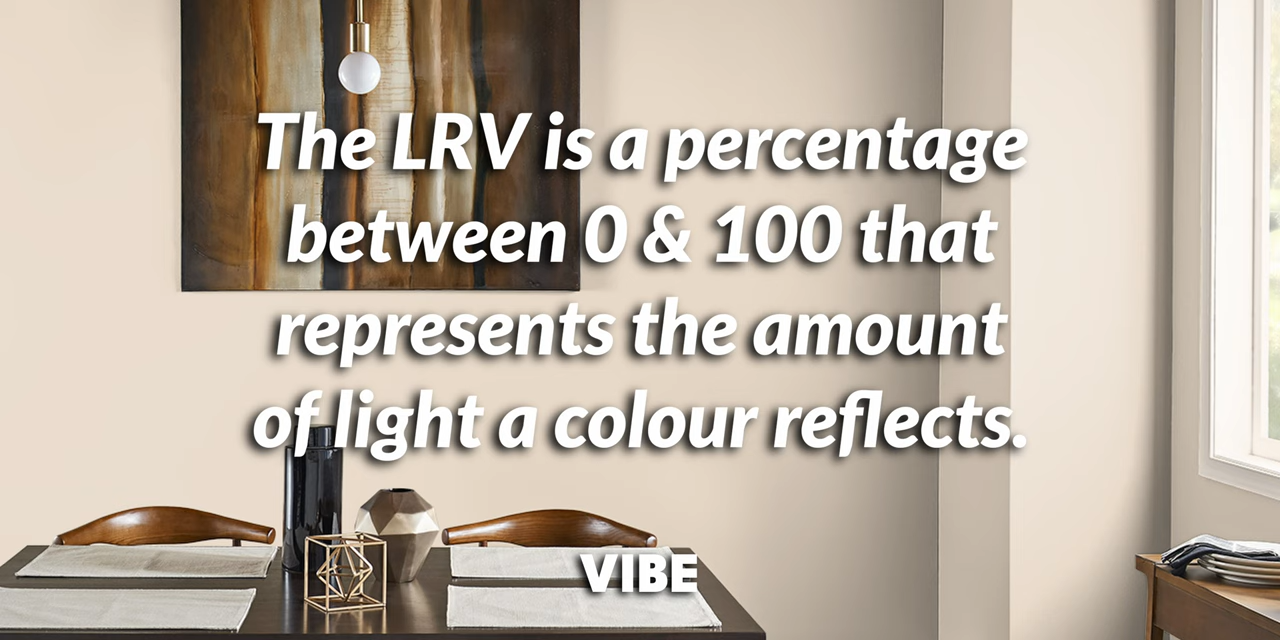 The LRV is a percentage
between 0 & 100 that
represents the amount
of light a colour reflects.
VIBE